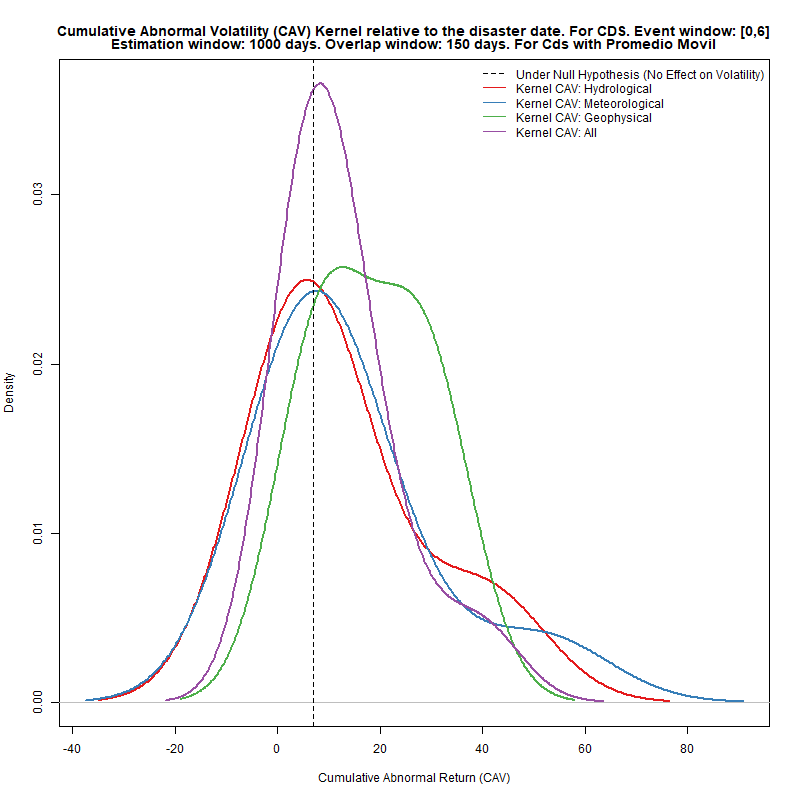 Cumulative Abnormal Volatility (CAV) Kernel relative to the disaster date. For CDS. Event window: [0,6]
Estimation window: 1000 days. Overlap window: 150 days. For Cds with Promedio Movil
Under Null Hypothesis (No Effect on Volatility)
Kernel CAV: Hydrological
Kernel CAV: Meteorological
Kernel CAV: Geophysical
Kernel CAV: All
Density
0.03
0.02
0.01
0.00
-40 -20 0 20 40 60 80
Cumulative Abnormal Return (CAV)